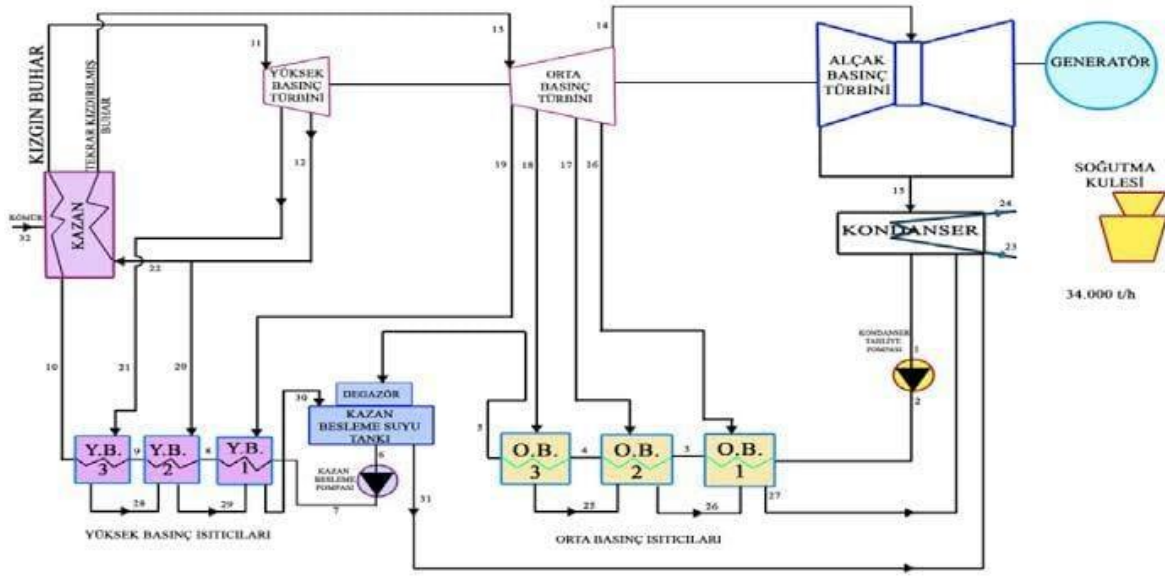 11
13
14
KIZGIN BUHAR
TEKRAR KIZDIRILMIŞ
BUHAR
YÜKSEK
BASINÇ
TÜRBİNİ
ORTA
BASINÇ
TÜRBİNİ
ALÇAK
BASINÇ
TÜRBİNİ
GENERATÖR
12
19
18
17
16
15
SOĞUTMA
KULESİ
KÖMÜR
32
KAZAN
22
24
KONDANSER
23
34.000 t/h
KONDANSER
TAHLİYE
POMPASI
1
2
10
21
20
30
DEGAZÖR
KAZAN
BESLEME SUYU
TANKI
5
Y.B.
3
9
Y.B.
2
8
Y.B.
1
O.B.
3
4
O.B.
2
3
O.B.
1
6
KAZAN
BESLEME
POMPASI
7
31
28
29
25
26
27
YÜKSEK BASINÇ ISITICILARI
ORTA BASINÇ ISITICILARI